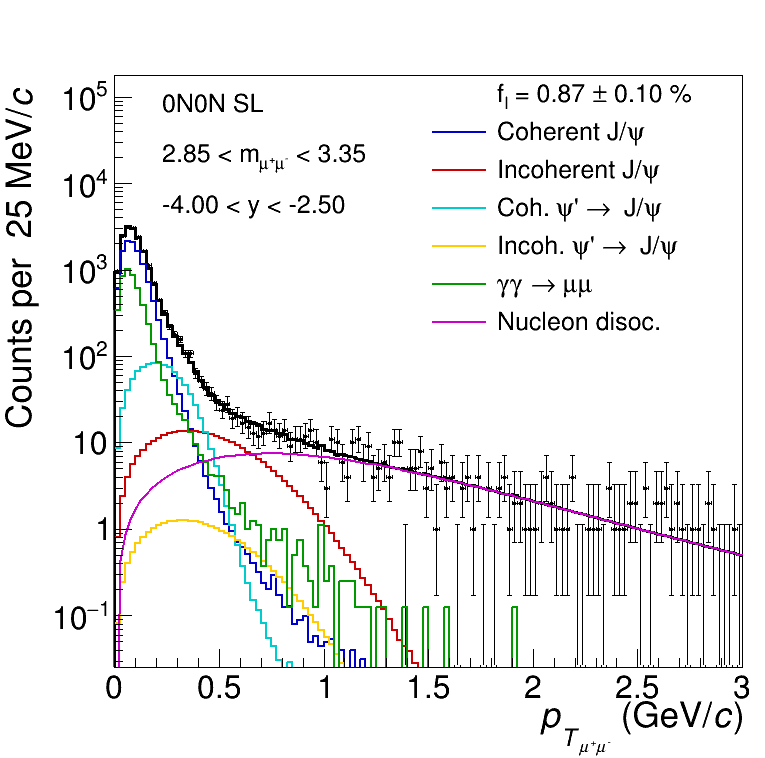 0N0N SL
2.85 < mμ⁺μ⁻ < 3.35
-4.00 < y < -2.50
f_I = 0.87 ± 0.10 %
Coherent J/ψ
Incoherent J/ψ
Coh. ψ' → J/ψ
Incoh. ψ' → J/ψ
γγ → μμ
Nucleon disoc.
Counts per 25 MeV/c
10⁵
10⁴
10³
10²
10
1
10⁻¹
0 0.5 1 1.5 2 2.5 3
p_T μ⁺μ⁻ (GeV/c)